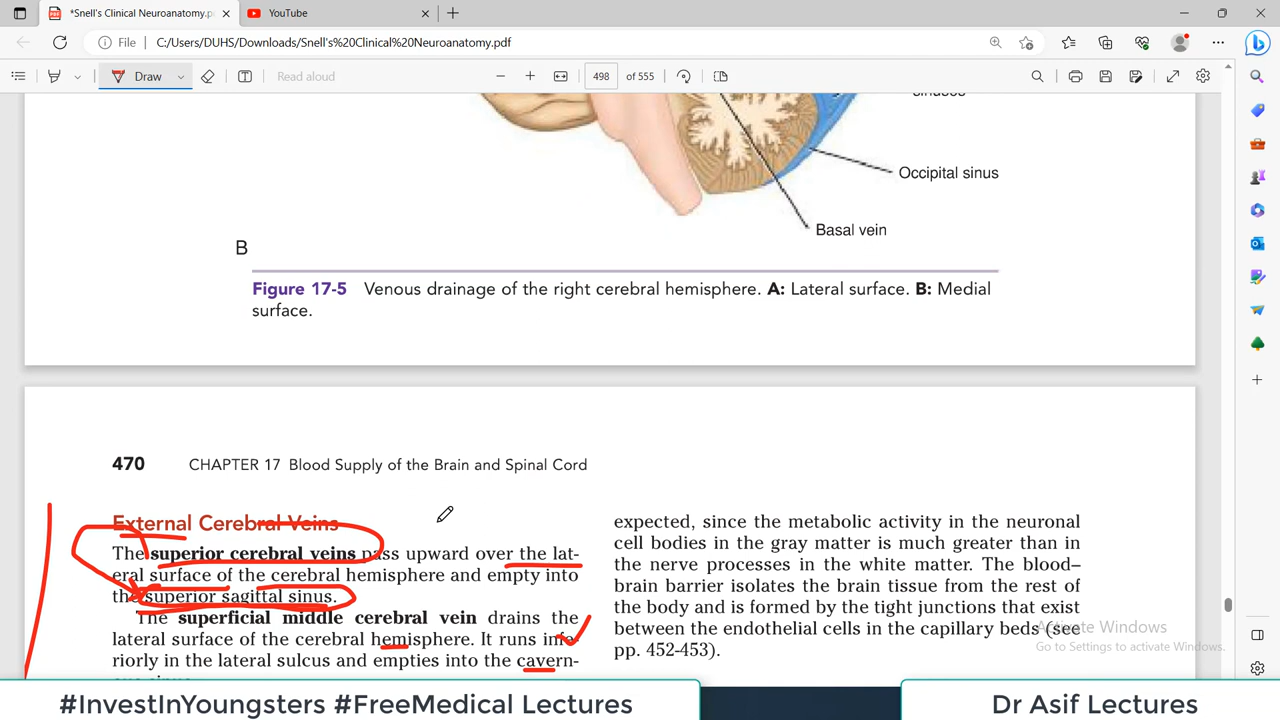 *Snell's Clinical Neuroanatomy.p
YouTube
File
C:/Users/DUHS/Downloads/Snell's%20Clinical%20Neuroanatomy.pdf
Draw
Read aloud
498 of 555
Occipital sinus
Basal vein
B
Figure 17-5 Venous drainage of the right cerebral hemisphere. A: Lateral surface. B: Medial
surface.
470 CHAPTER 17 Blood Supply of the Brain and Spinal Cord
External Cerebral Veins
The superior cerebral veins pass upward over the lat-
eral surface of the cerebral hemisphere and empty into
the superior sagittal sinus.
The superficial middle cerebral vein drains the
lateral surface of the cerebral hemisphere. It runs infe-
riorly in the lateral sulcus and empties into the cavern-
expected, since the metabolic activity in the neuronal
cell bodies in the gray matter is much greater than in
the nerve processes in the white matter. The blood–
brain barrier isolates the brain tissue from the rest of
the body and is formed by the tight junctions that exist
between the endothelial cells in the capillary beds (see
pp. 452-453).
Activate Windows
Go to Settings to activate Windows.
#InvestInYoungsters #FreeMedical Lectures
Dr Asif Lectures